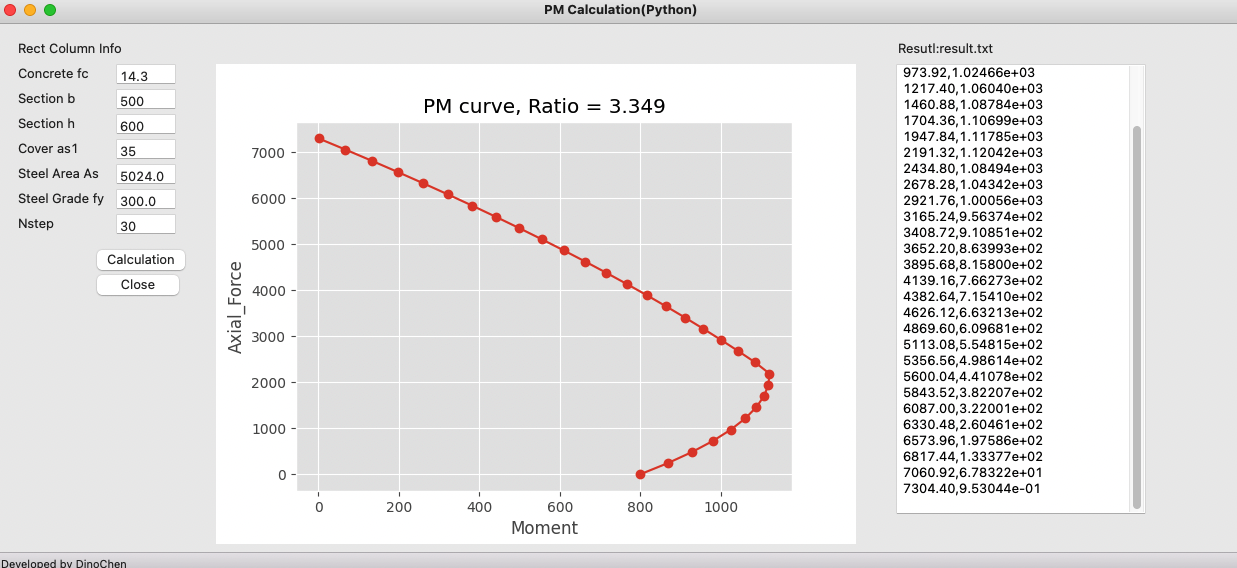 PM Calculation(Python)
Rect Column Info
Concrete fc 14.3
Section b 500
Section h 600
Cover as1 35
Steel Area As 5024.0
Steel Grade fy 300.0
Nstep 30
Calculation
Close
PM curve, Ratio = 3.349
7000
6000
5000
4000
3000
2000
1000
0
Axial_Force
0 200 400 600 800 1000
Moment
Resutl:result.txt
973.92,1.02466e+03
1217.40,1.06040e+03
1460.88,1.08784e+03
1704.36,1.10699e+03
1947.84,1.11785e+03
2191.32,1.12042e+03
2434.80,1.08494e+03
2678.28,1.04342e+03
2921.76,1.00056e+03
3165.24,9.56374e+02
3408.72,9.10851e+02
3652.20,8.63993e+02
3895.68,8.15800e+02
4139.16,7.66273e+02
4382.64,7.15410e+02
4626.12,6.63213e+02
4869.60,6.09681e+02
5113.08,5.54815e+02
5356.56,4.98614e+02
5600.04,4.41078e+02
5843.52,3.82207e+02
6087.00,3.22001e+02
6330.48,2.60461e+02
6573.96,1.97586e+02
6817.44,1.33377e+02
7060.92,6.78322e+01
7304.40,9.53044e-01
Developed by DinoChen